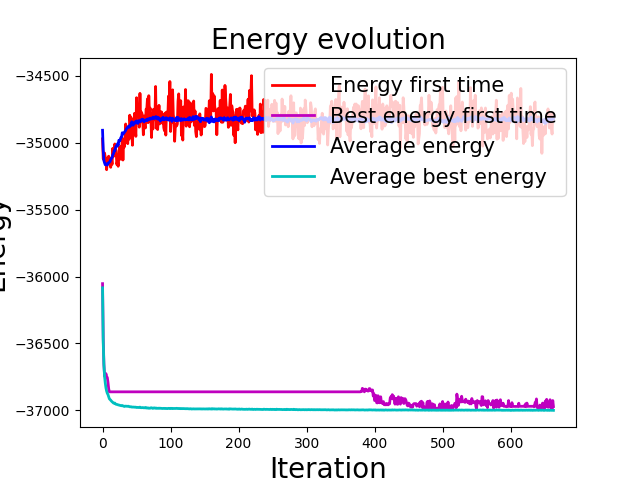 Energy evolution
Energy
−34500
−35000
−35500
−36000
−36500
−37000
Energy first time
Best energy first time
Average energy
Average best energy
0
100
200
300
400
500
600
Iteration